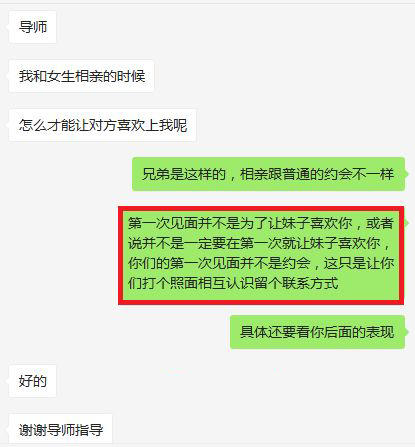 导师
我和女生相亲的时候
怎么才能让对方喜欢上我呢
兄弟是这样的，相亲跟普通的约会不一样
第一次见面并不是为了让妹子喜欢你，或者
说并不是一定要在第一次就让妹子喜欢你，
你们的第一次见面并不是约会，这只是让你
们打个照面相互认识留个联系方式
具体还要看你后面的表现
好的
谢谢导师指导